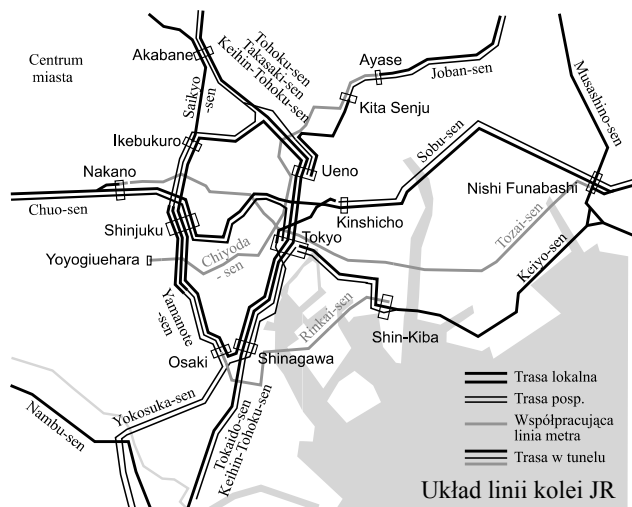 Centrum
miasta
Akabane
Tohoku-sen
Takasaki-sen
Keihin-Tohoku-sen
Ayase
Joban-sen
Musashino-sen
Saikyo
-sen
Kita Senju
Ikebukuro
Sobu-sen
Ueno
Nakano
Nishi Funabashi
Chuo-sen
Kinshicho
Shinjuku
Tokyo
Tozai-sen
Chiyoda
-sen
Yoyogiuehara
Keiyo-sen
Yamanote
-sen
Rinkai-sen
Shin-Kiba
Osaki
Shinagawa
Yokosuka-sen
Nambu-sen
Tokaido-sen
Keihin-Tohoku-sen
Trasa lokalna
Trasa posp.
Współpracująca
linia metra
Trasa w tunelu
Układ linii kolei JR